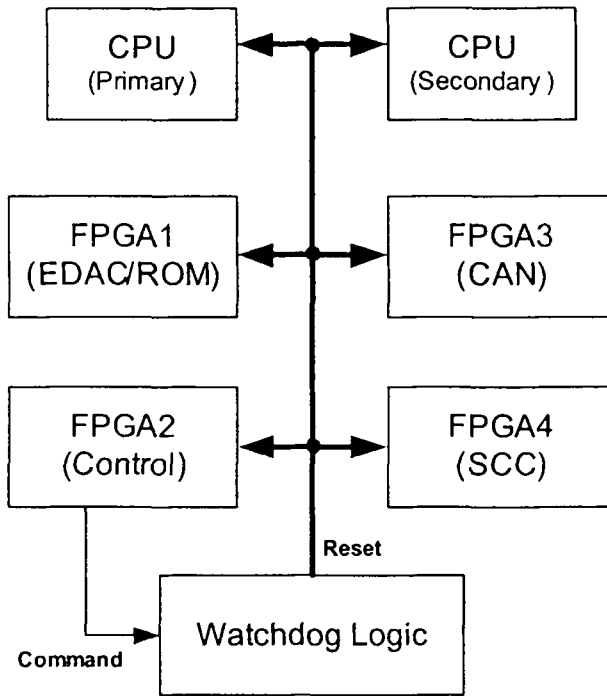 CPU
(Primary)
CPU
(Secondary)
FPGA1
(EDAC/ROM)
FPGA3
(CAN)
FPGA2
(Control)
FPGA4
(SCC)
Reset
Watchdog Logic
Command